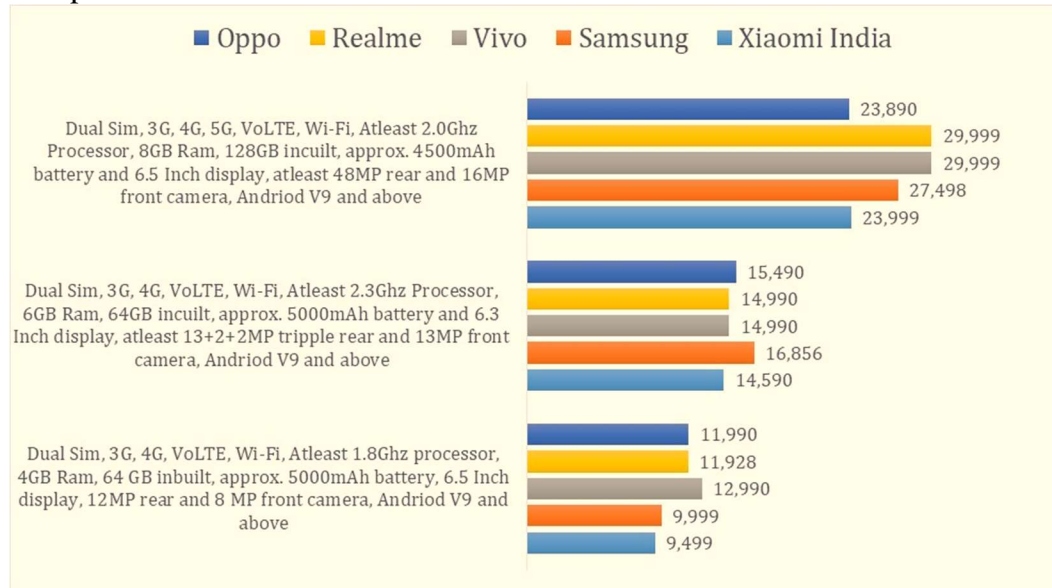 Oppo Realme Vivo Samsung Xiaomi India
Dual Sim, 3G, 4G, 5G, VoLTE, Wi-Fi, Atleast 2.0Ghz
Processor, 8GB Ram, 128GB incuilt, approx. 4500mAh
battery and 6.5 Inch display, atleast 48MP rear and 16MP
front camera, Andriod V9 and above
23,890
29,999
29,999
27,498
23,999
Dual Sim, 3G, 4G, VoLTE, Wi-Fi, Atleast 2.3Ghz Processor,
6GB Ram, 64GB incuilt, approx. 5000mAh battery and 6.3
Inch display, atleast 13+2+2MP tripple rear and 13MP front
camera, Andriod V9 and above
15,490
14,990
14,990
16,856
14,590
Dual Sim, 3G, 4G, VoLTE, Wi-Fi, Atleast 1.8Ghz processor,
4GB Ram, 64 GB inbuilt, approx. 5000mAh battery, 6.5 Inch
display, 12MP rear and 8 MP front camera, Andriod V9 and
above
11,990
11,928
12,990
9,999
9,499